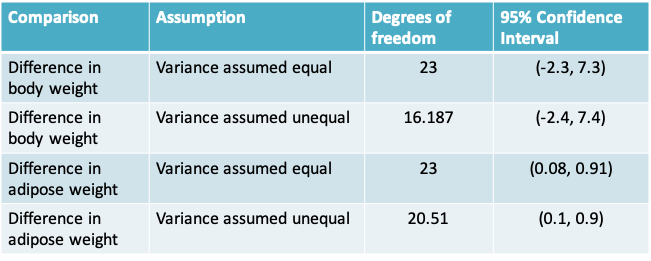 Comparison Assumption Degrees of freedom 95% Confidence Interval
Difference in body weight Variance assumed equal 23 (-2.3, 7.3)
Difference in body weight Variance assumed unequal 16.187 (-2.4, 7.4)
Difference in adipose weight Variance assumed equal 23 (0.08, 0.91)
Difference in adipose weight Variance assumed unequal 20.51 (0.1, 0.9)